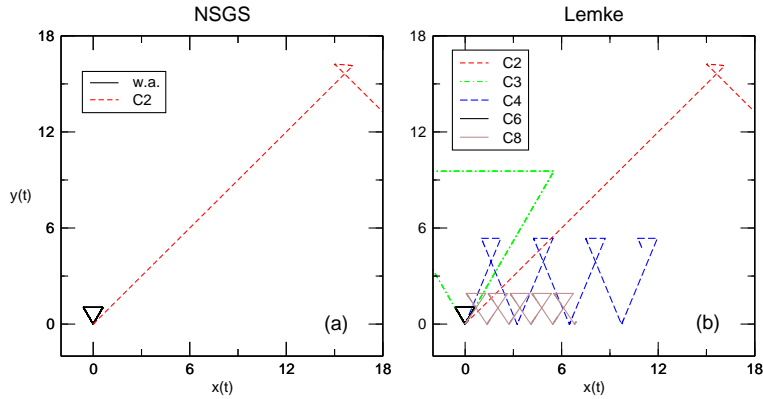 NSGS
Lemke
18
12
6
0
y(t)
w.a.
C2
(a)
0 6 12 18
x(t)
18
12
6
0
C2
C3
C4
C6
C8
(b)
0 6 12 18
x(t)